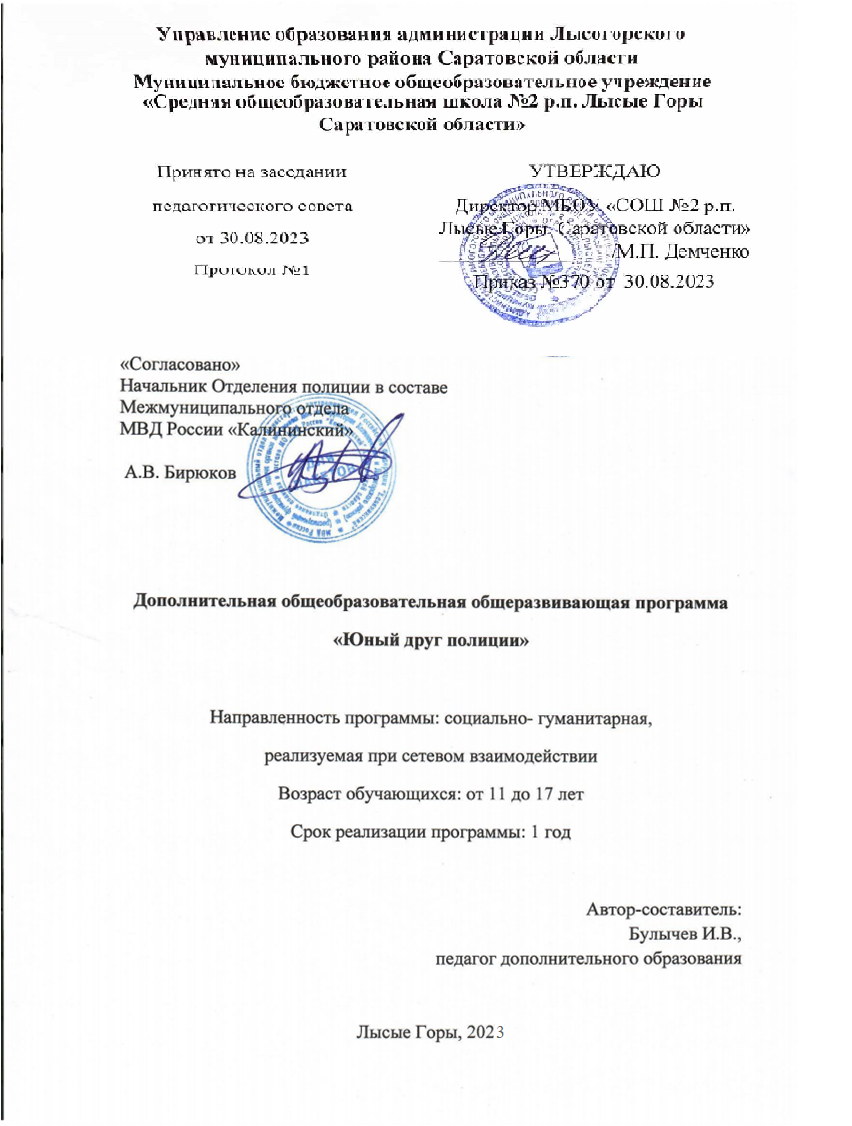 Управление образования администрации Лысогорского
муниципального района Саратовской области
Муниципальное бюджетное общеобразовательное учреждение
«Средняя общеобразовательная школа №2 р.п. Лысые Горы
Саратовской области»
Принято на заседании
педагогического совета
от 30.08.2023
Протокол №1
УТВЕРЖДАЮ
Директор МБОУ «СОШ №2 р.п.
Лысые Горы Саратовской области»
/М.П. Демченко
Приказ №370 от 30.08.2023
«Согласовано»
Начальник Отделения полиции в составе
Межмуниципального отдела
МВД России «Калининский»
А.В. Бирюков
Дополнительная общеобразовательная общеразвивающая программа
«Юный друг полиции»
Направленность программы: социально- гуманитарная,
реализуемая при сетевом взаимодействии
Возраст обучающихся: от 11 до 17 лет
Срок реализации программы: 1 год
Автор-составитель:
Булычев И.В.,
педагог дополнительного образования
Лысые Горы, 2023